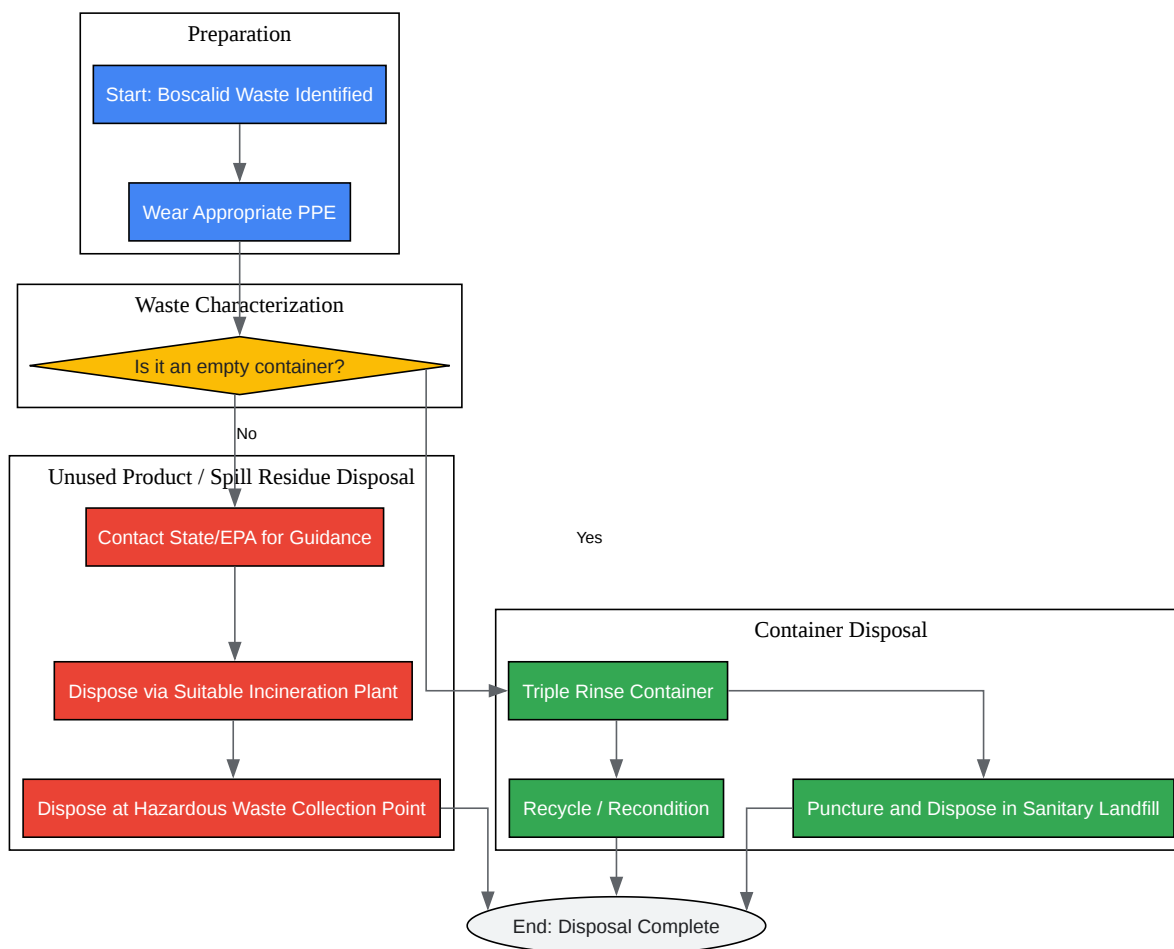 Preparation
Start: Boscalid Waste Identified
Wear Appropriate PPE
Waste Characterization
Is it an empty container?
No
Unused Product / Spill Residue Disposal
Contact State/EPA for Guidance
Yes
Container Disposal
Dispose via Suitable Incineration Plant
Triple Rinse Container
Dispose at Hazardous Waste Collection Point
Recycle / Recondition
Puncture and Dispose in Sanitary Landfill
End: Disposal Complete